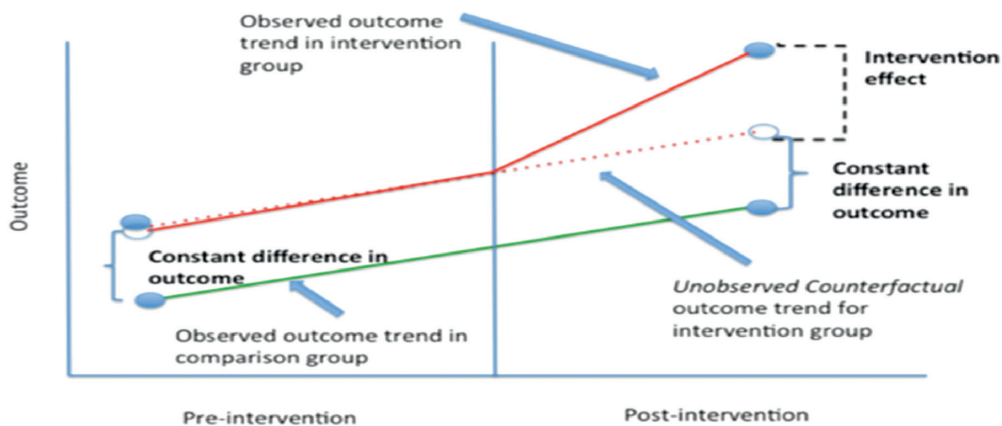 Observed outcome
trend in intervention
group
Intervention
effect
Constant
difference in
outcome
Outcome
Constant difference in
outcome
Unobserved Counterfactual
outcome trend for
intervention group
Observed outcome trend in
comparison group
Pre-intervention
Post-intervention